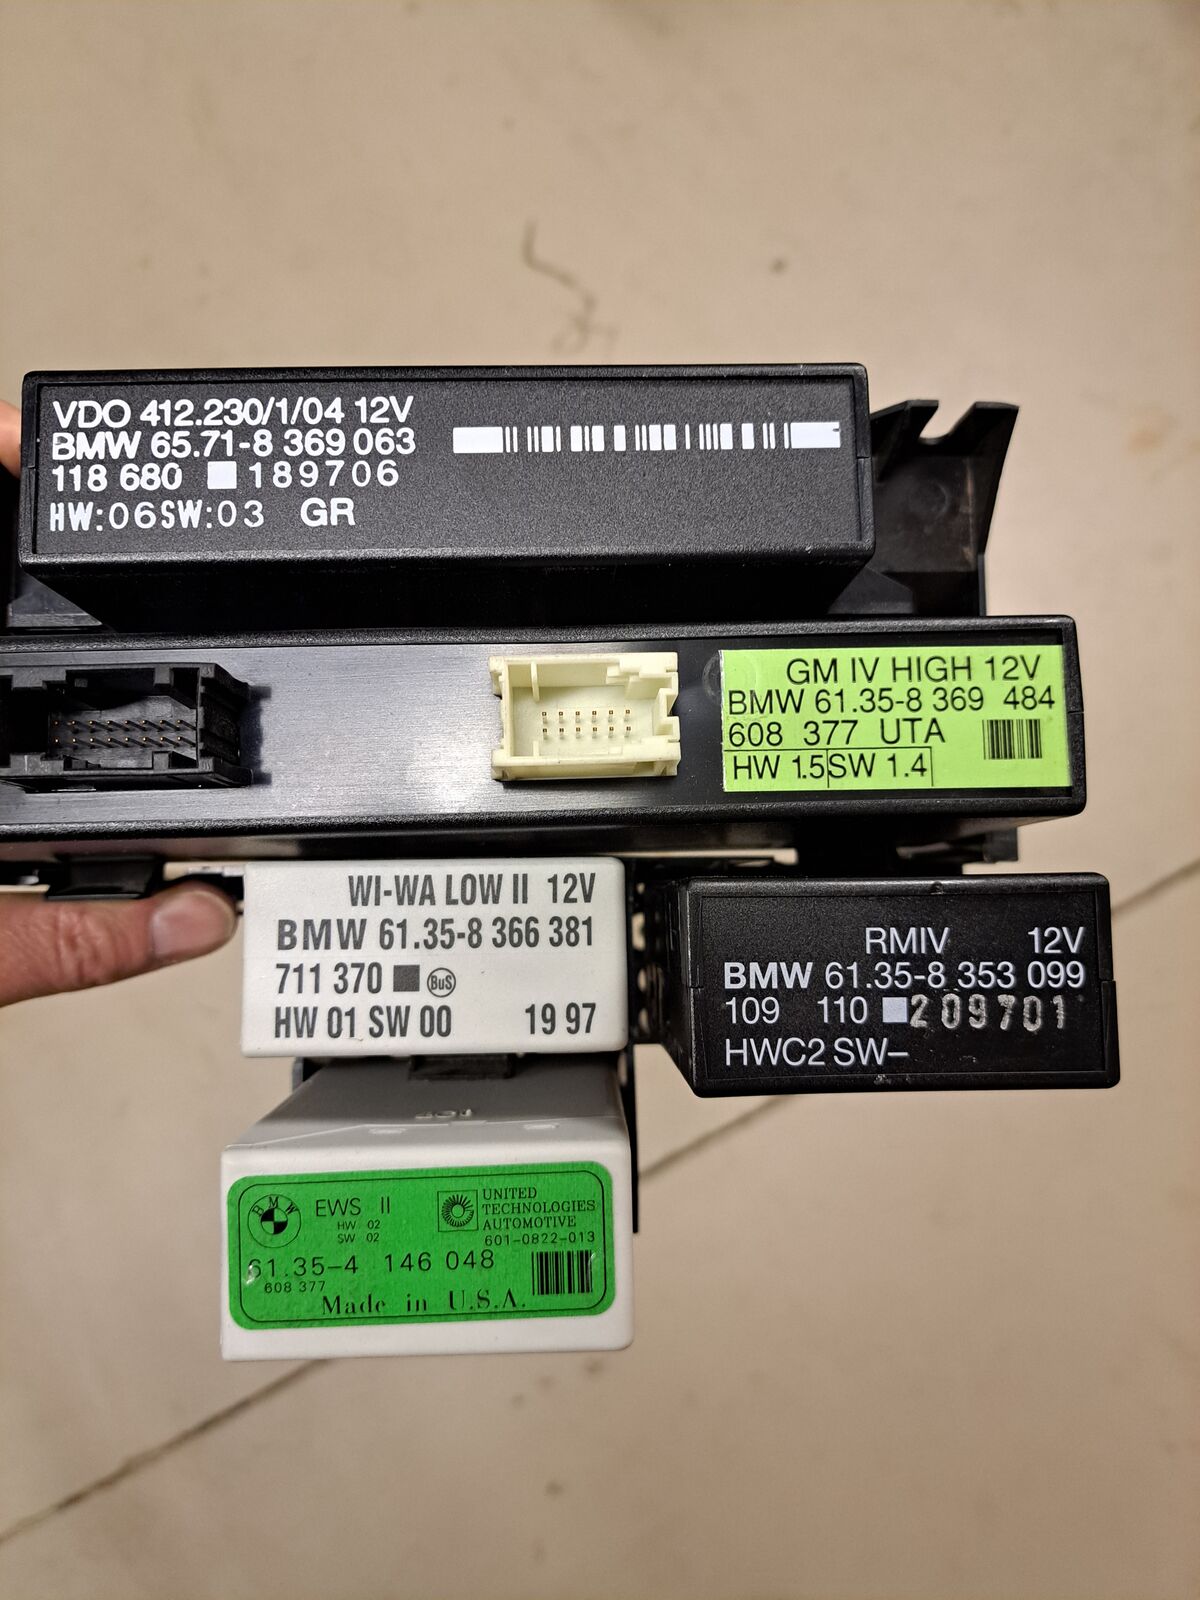 VDO 412.230/1/04 12V
BMW 65.71-8 369 063
118 680 189706
HW:06SW:03 GR
GM IV HIGH 12V
BMW 61.35-8 369 484
608 377 UTA
HW 1.5 SW 1.4
WI-WA LOW II 12V
BMW 61.35-8 366 381
711 370 BuS
HW 01 SW 00 19 97
RMIV 12V
BMW 61.35-8 353 099
109 110 209701
HWC2 SW–
BMW EWS II
HW 02
SW 02
UNITED
TECHNOLOGIES
AUTOMOTIVE
601-0822-013
61.35-4 146 048
608 377
Made in U.S.A.